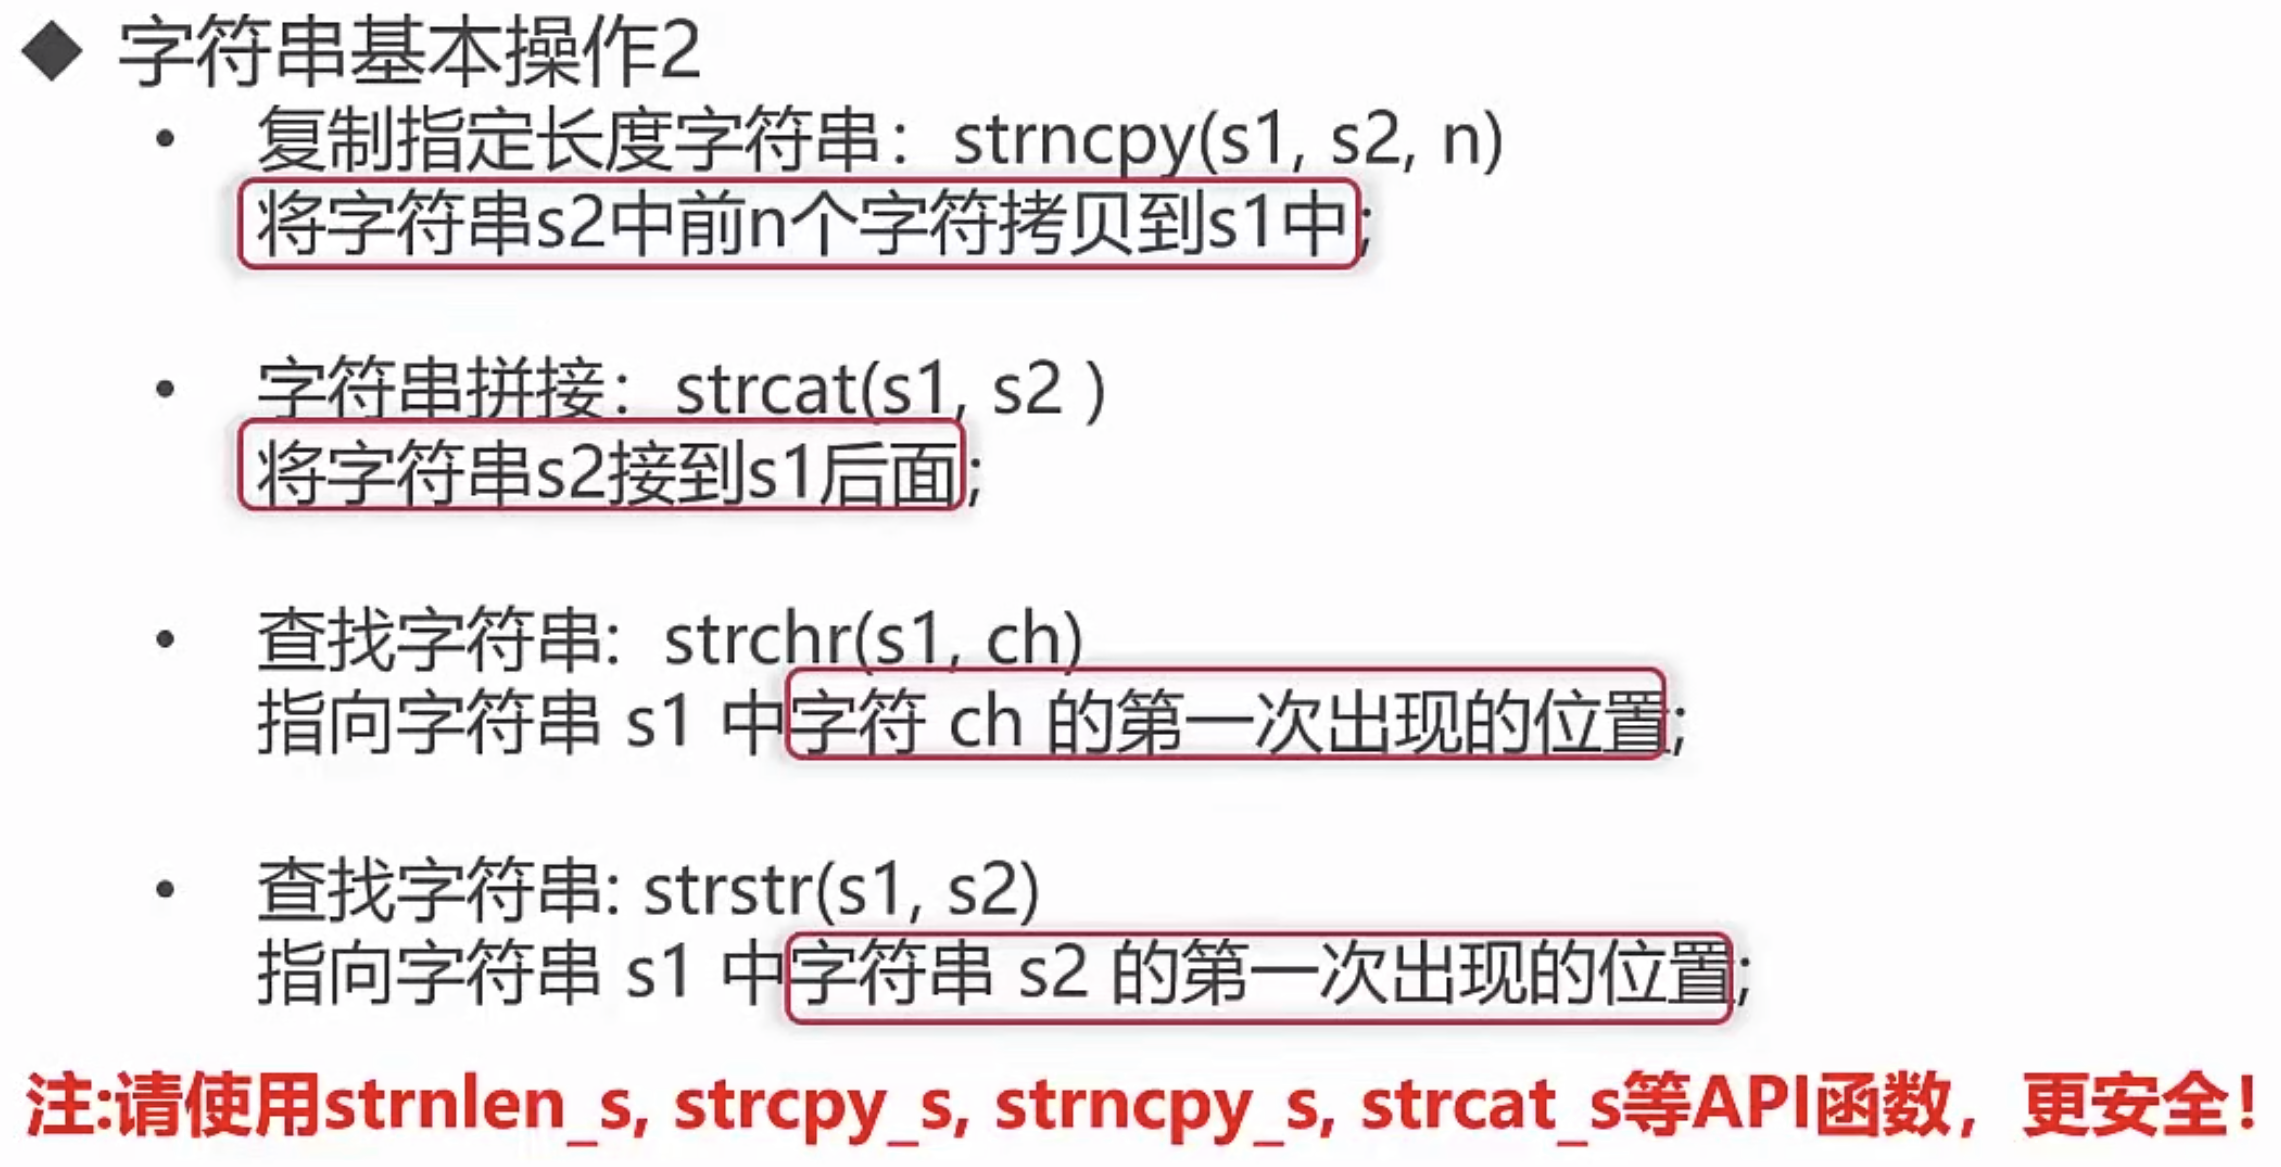 ◆ 字符串基本操作2
• 复制指定长度字符串：strncpy(s1, s2, n)
将字符串s2中前n个字符拷贝到s1中;
• 字符串拼接：strcat(s1, s2 )
将字符串s2接到s1后面;
• 查找字符串: strchr(s1, ch)
指向字符串 s1 中字符 ch 的第一次出现的位置;
• 查找字符串: strstr(s1, s2)
指向字符串 s1 中字符串 s2 的第一次出现的位置;
注:请使用strnlen_s, strcpy_s, strncpy_s, strcat_s等API函数，更安全！